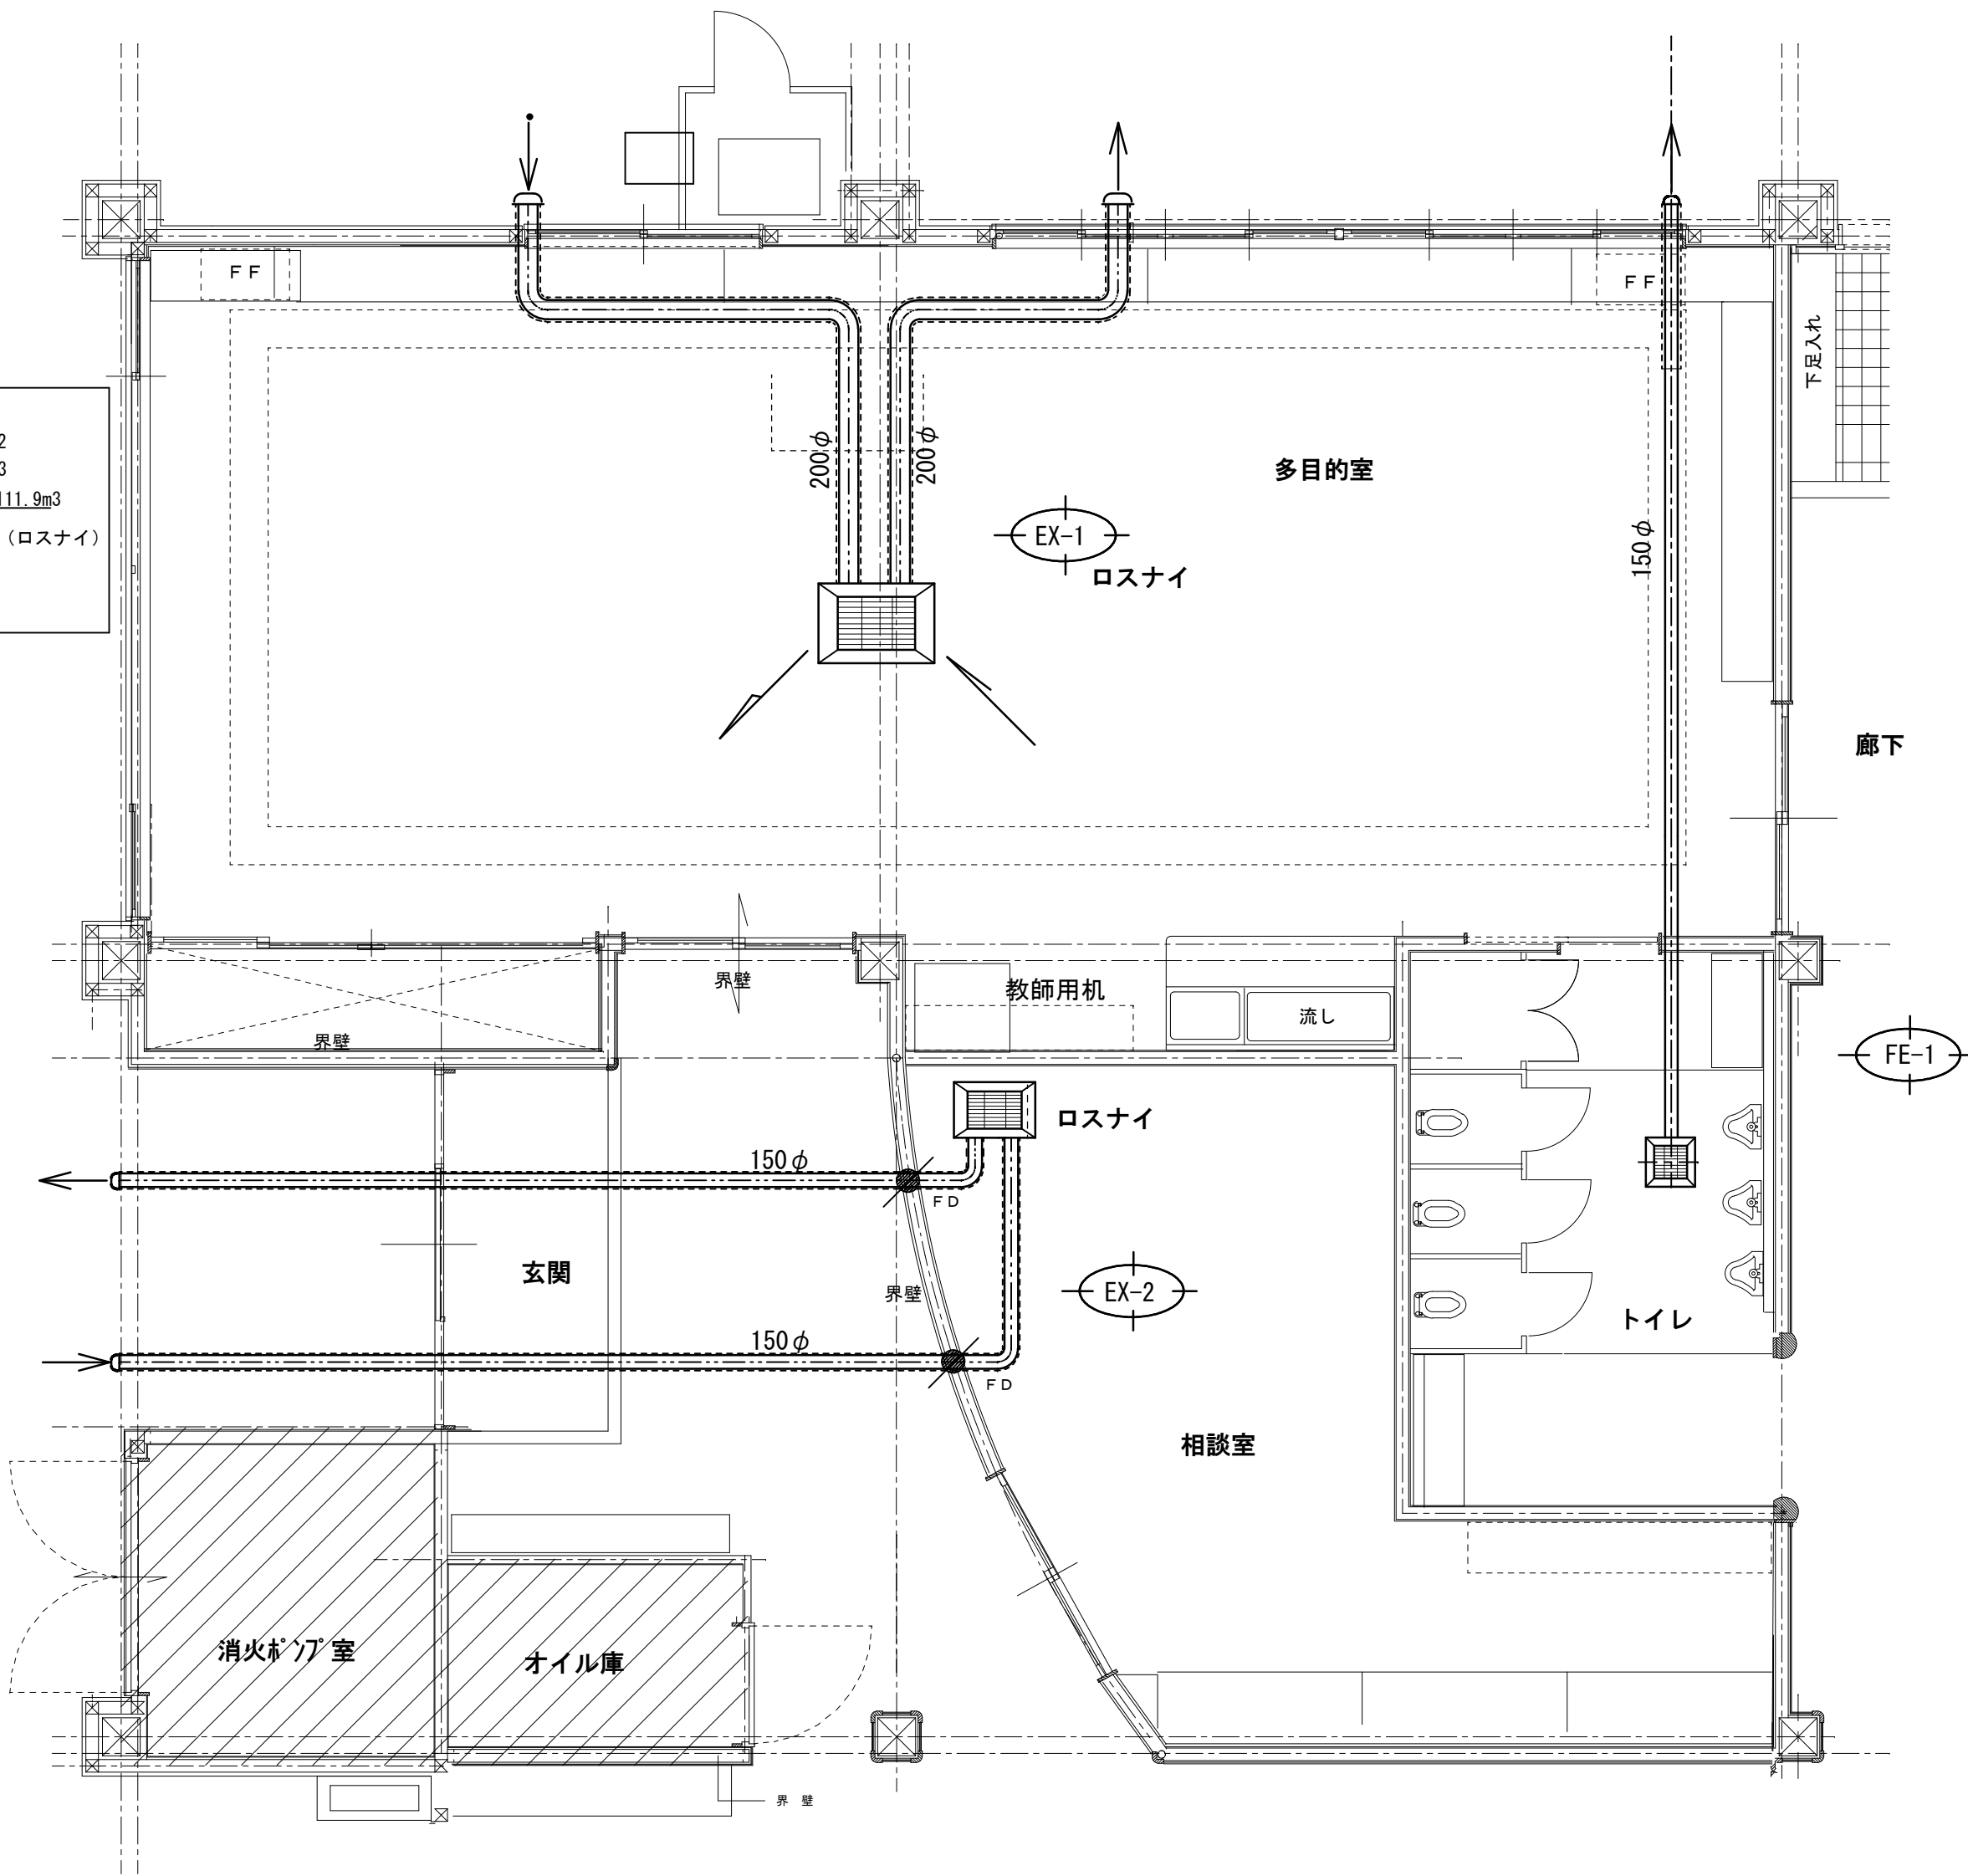 FF
FF
下足入れ
2
3
111.9m3
(ロスナイ)
200φ
200φ
多目的室
EX-1
ロスナイ
150φ
廊下
界壁
界壁
教師用机
流し
FE-1
ロスナイ
150φ
FD
玄関
界壁
EX-2
トイレ
150φ
FD
相談室
消火ﾎﾟﾝﾌﾟ室
オイル庫
界 壁